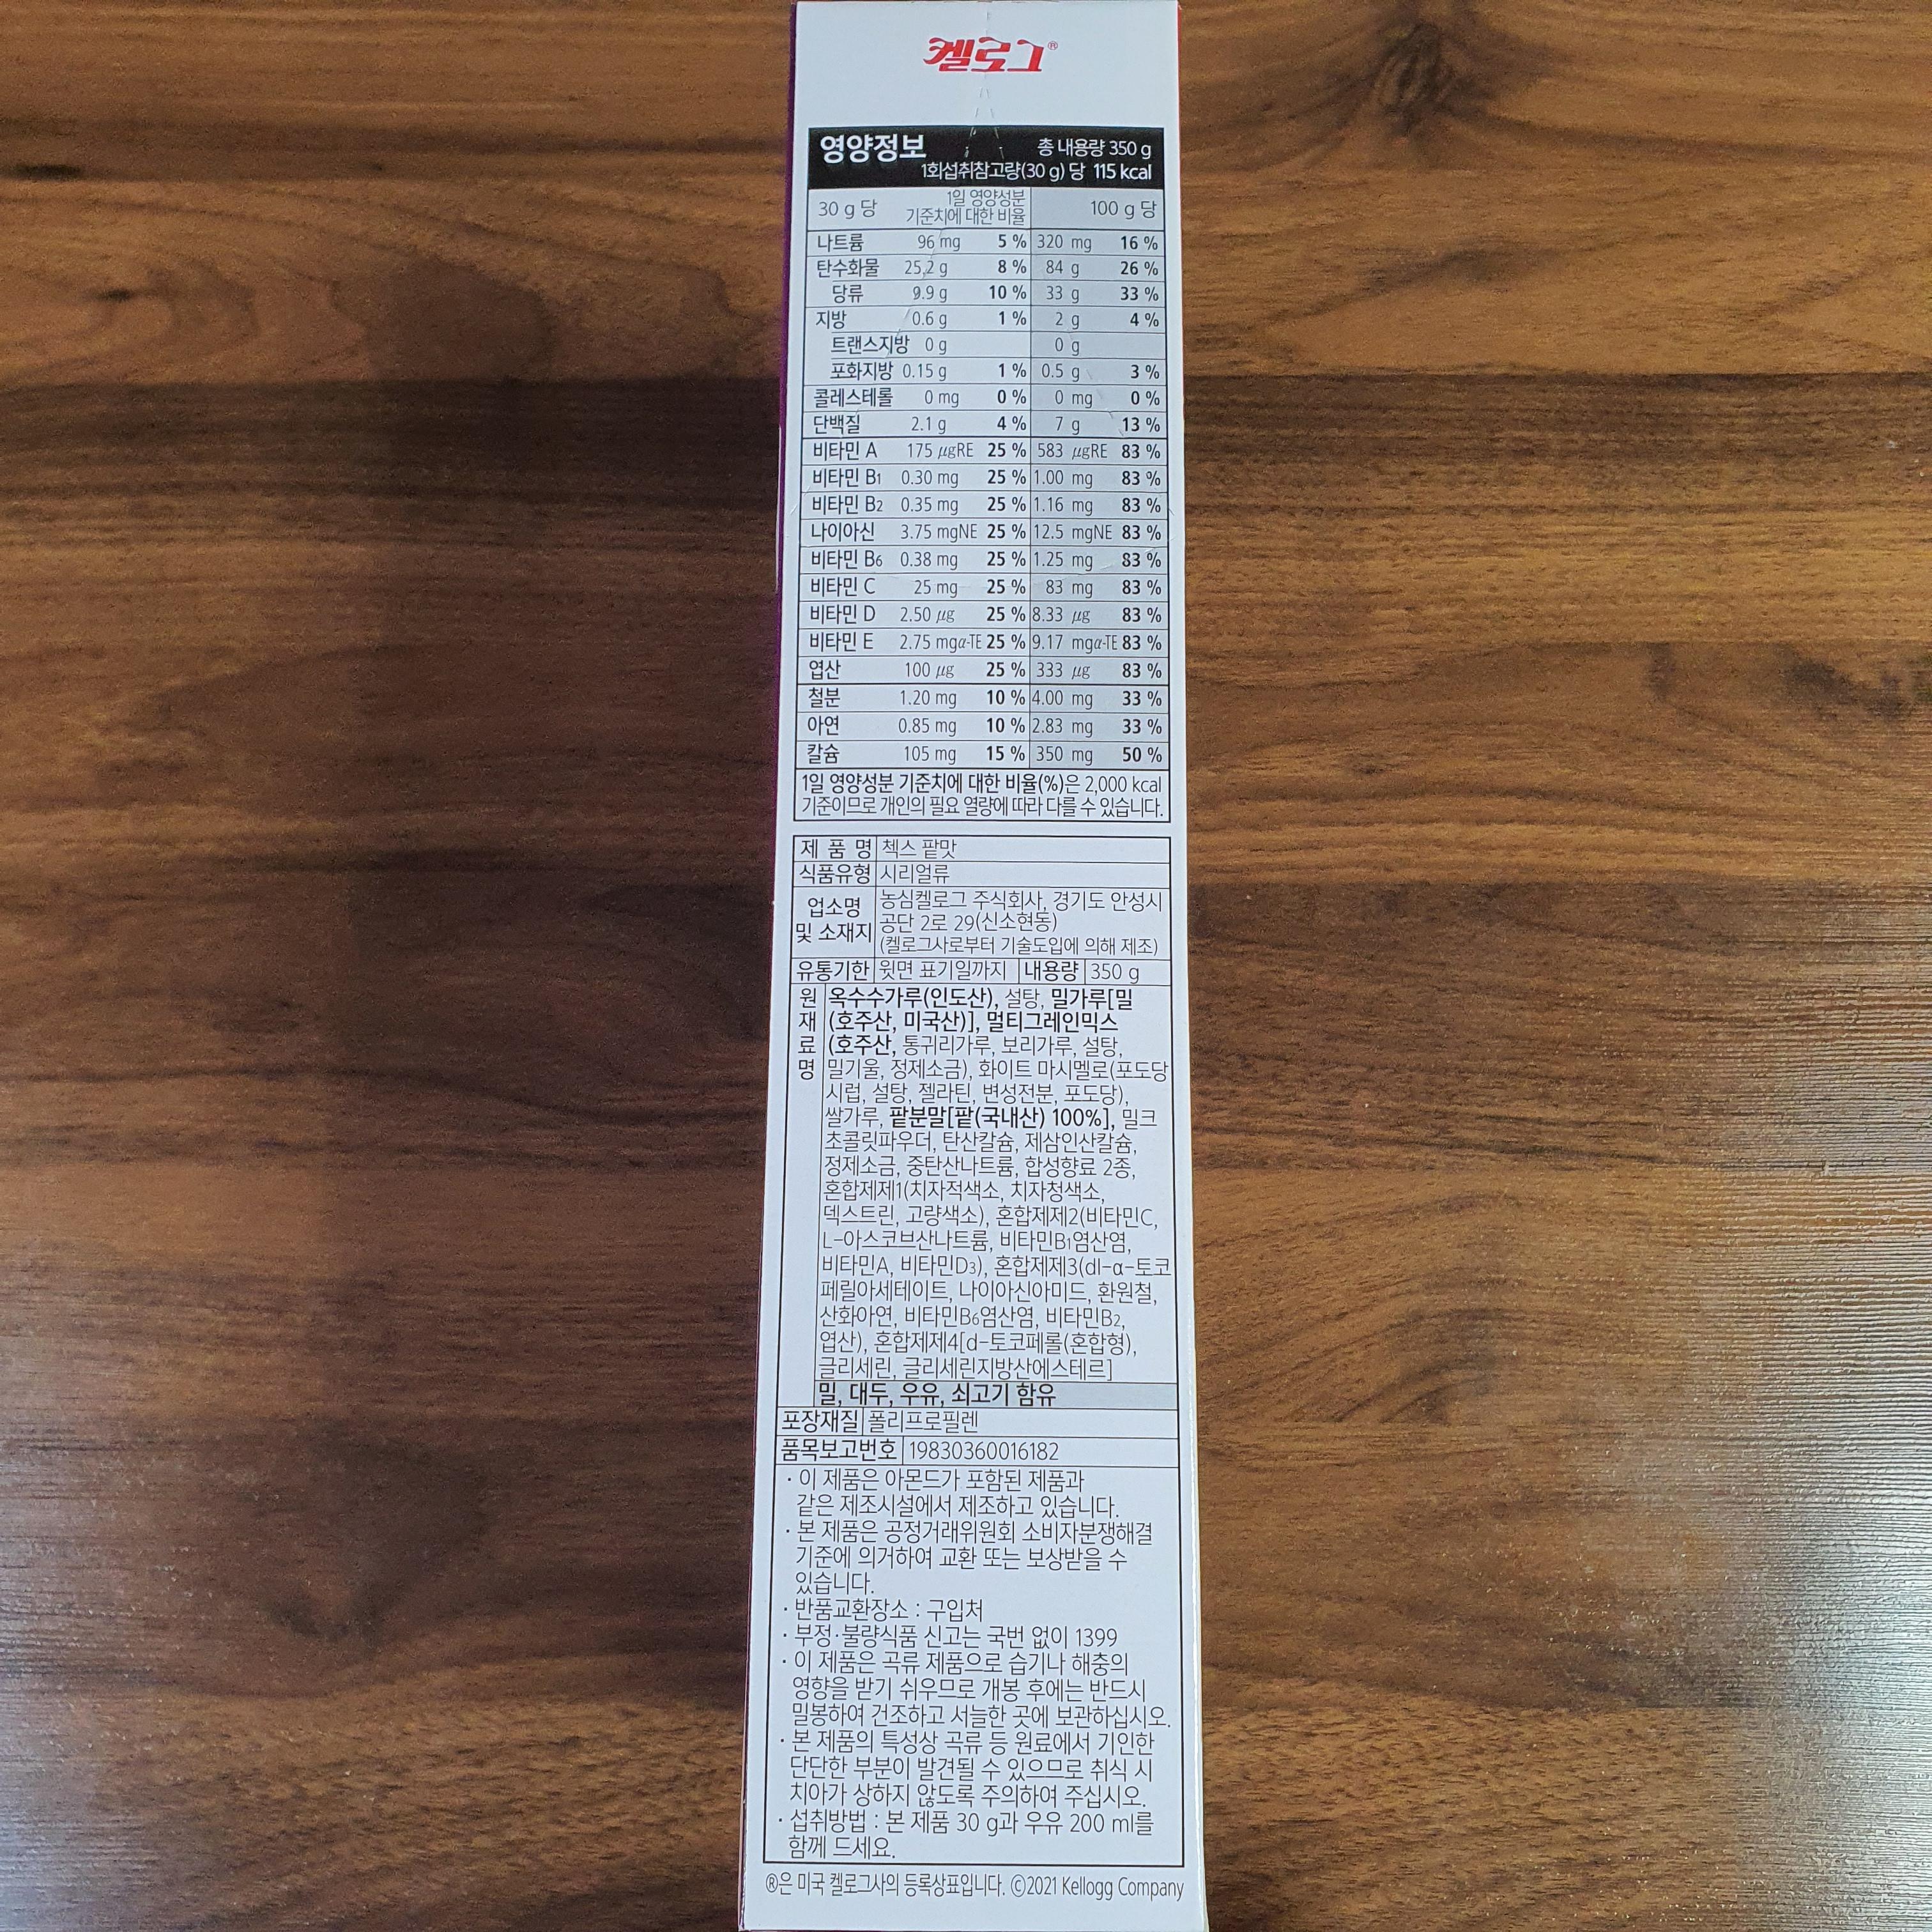 켈로그®
영양정보 총 내용량 350 g
1회섭취참고량(30 g) 당 115 kcal
30 g 당 1일 영양성분 기준치에 대한 비율 100 g 당
나트륨 96 mg 5 % 320 mg 16 %
탄수화물 25.2 g 8 % 84 g 26 %
당류 9.9 g 10 % 33 g 33 %
지방 0.6 g 1 % 2 g 4 %
트랜스지방 0 g 0 g
포화지방 0.15 g 1 % 0.5 g 3 %
콜레스테롤 0 mg 0 % 0 mg 0 %
단백질 2.1 g 4 % 7 g 13 %
비타민 A 175 μgRE 25 % 583 μgRE 83 %
비타민 B1 0.30 mg 25 % 1.00 mg 83 %
비타민 B2 0.35 mg 25 % 1.16 mg 83 %
나이아신 3.75 mgNE 25 % 12.5 mgNE 83 %
비타민 B6 0.38 mg 25 % 1.25 mg 83 %
비타민 C 25 mg 25 % 83 mg 83 %
비타민 D 2.50 μg 25 % 8.33 μg 83 %
비타민 E 2.75 mgα-TE 25 % 9.17 mgα-TE 83 %
엽산 100 μg 25 % 333 μg 83 %
철분 1.20 mg 10 % 4.00 mg 33 %
아연 0.85 mg 10 % 2.83 mg 33 %
칼슘 105 mg 15 % 350 mg 50 %
1일 영양성분 기준치에 대한 비율(%)은 2,000 kcal
기준이므로 개인의 필요 열량에 따라 다를 수 있습니다.
제 품 명 첵스 팥맛
식품유형 시리얼류
업소명 및 소재지 농심켈로그 주식회사, 경기도 안성시
공단 2로 29(신소현동)
(켈로그사로부터 기술도입에 의해 제조)
유통기한 윗면 표기일까지 내용량 350 g
원재료명 옥수수가루(인도산), 설탕, 밀가루[밀
(호주산, 미국산)], 멀티그레인믹스
(호주산, 통귀리가루, 보리가루, 설탕,
밀기울, 정제소금), 화이트 마시멜로(포도당
시럽, 설탕, 젤라틴, 변성전분, 포도당),
쌀가루, 팥분말[팥(국내산) 100%], 밀크
초콜릿파우더, 탄산칼슘, 제삼인산칼슘,
정제소금, 중탄산나트륨, 합성향료 2종,
혼합제제1(치자적색소, 치자청색소,
덱스트린, 고량색소), 혼합제제2(비타민C,
L-아스코브산나트륨, 비타민B1염산염,
비타민A, 비타민D3), 혼합제제3(dl-α-토코
페릴아세테이트, 나이아신아미드, 환원철,
산화아연, 비타민B6염산염, 비타민B2,
엽산), 혼합제제4[d-토코페롤(혼합형),
글리세린, 글리세린지방산에스테르]
밀, 대두, 우유, 쇠고기 함유
포장재질 폴리프로필렌
품목보고번호 19830360016182
· 이 제품은 아몬드가 포함된 제품과
같은 제조시설에서 제조하고 있습니다.
· 본 제품은 공정거래위원회 소비자분쟁해결
기준에 의거하여 교환 또는 보상받을 수
있습니다.
· 반품교환장소 : 구입처
· 부정·불량식품 신고는 국번 없이 1399
· 이 제품은 곡류 제품으로 습기나 해충의
영향을 받기 쉬우므로 개봉 후에는 반드시
밀봉하여 건조하고 서늘한 곳에 보관하십시오.
· 본 제품의 특성상 곡류 등 원료에서 기인한
단단한 부분이 발견될 수 있으므로 취식 시
치아가 상하지 않도록 주의하여 주십시오.
· 섭취방법 : 본 제품 30 g과 우유 200 ml를
함께 드세요.
®은 미국 켈로그사의 등록상표입니다. ©2021 Kellogg Company